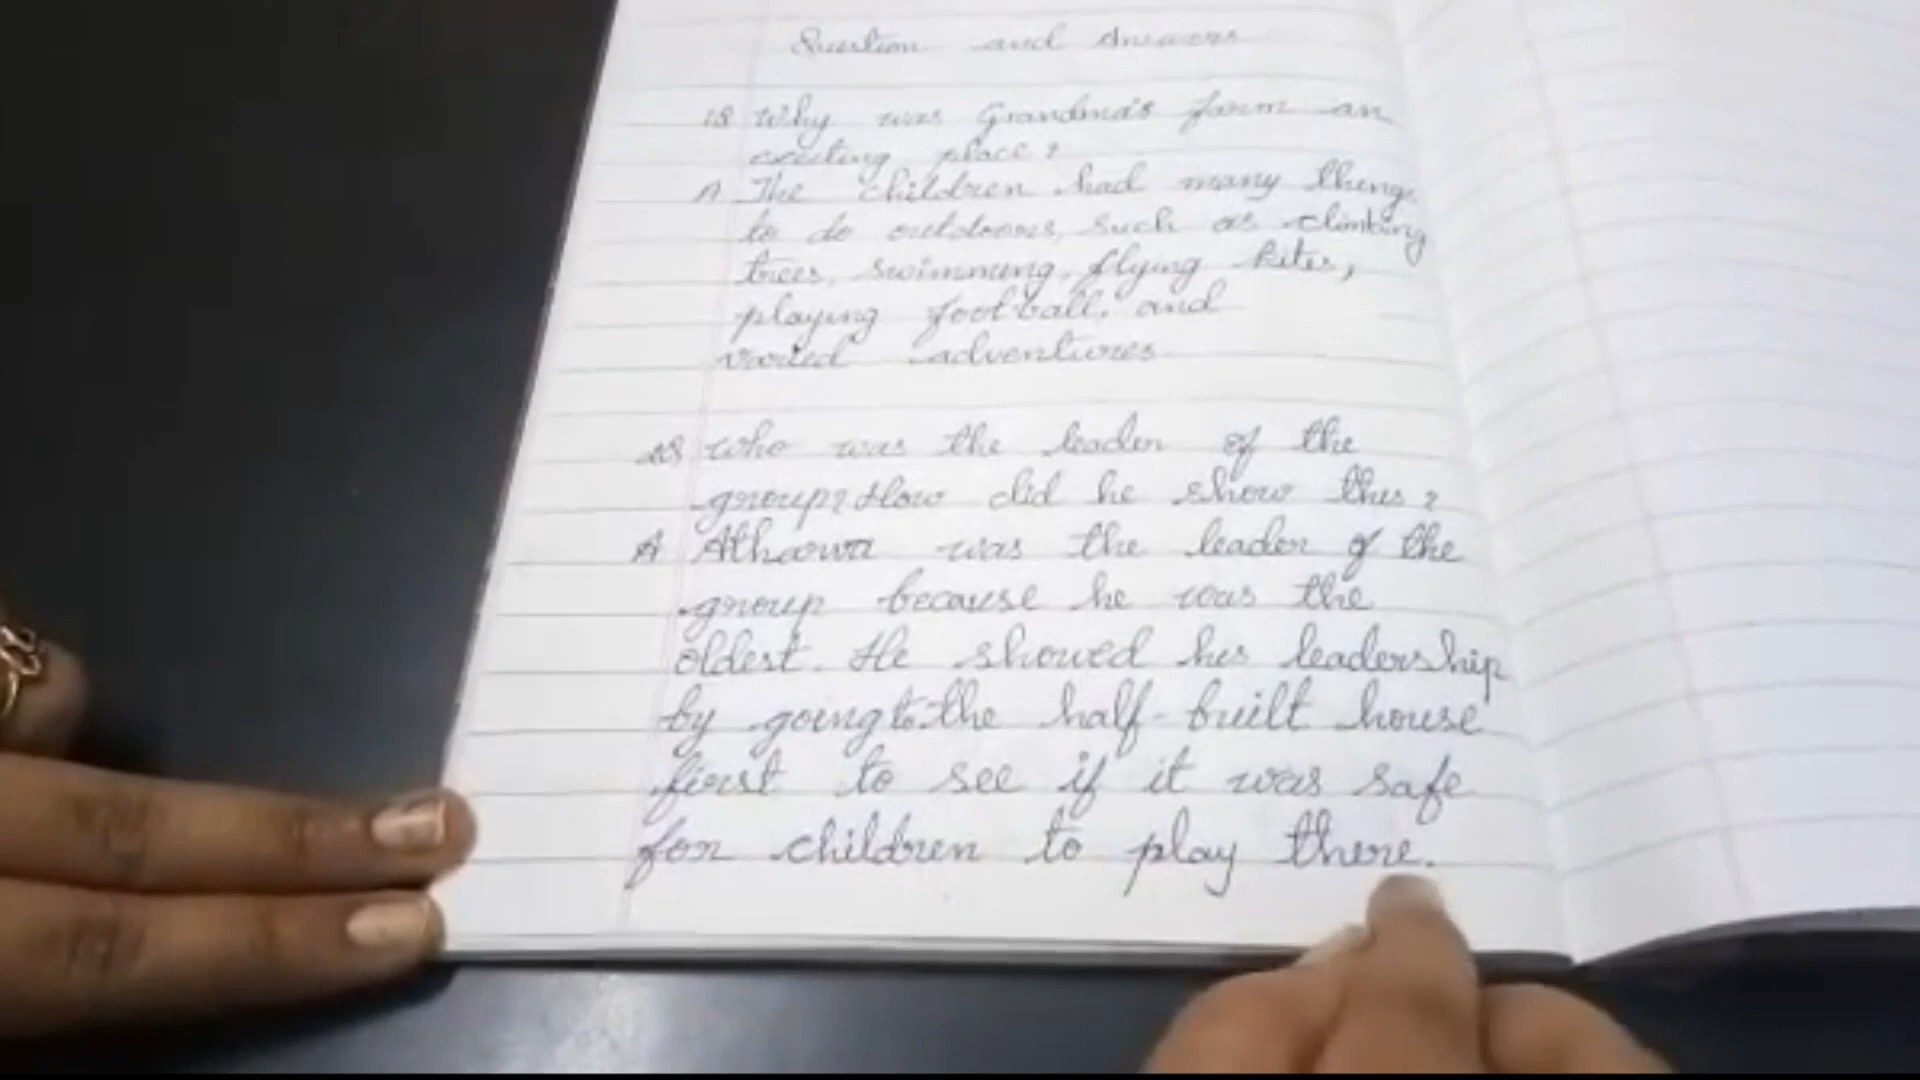 Question and Answers
1Q Why was Grandma's farm an
exciting place?
A The children had many things
to do outdoors, such as climbing
trees, swimming, flying kites,
playing football, and
varied adventures
2Q Who was the leader of the
group? How did he show this?
A Atharva was the leader of the
group because he was the
oldest. He showed his leadership
by going to the half-built house
first to see if it was safe
for children to play there.